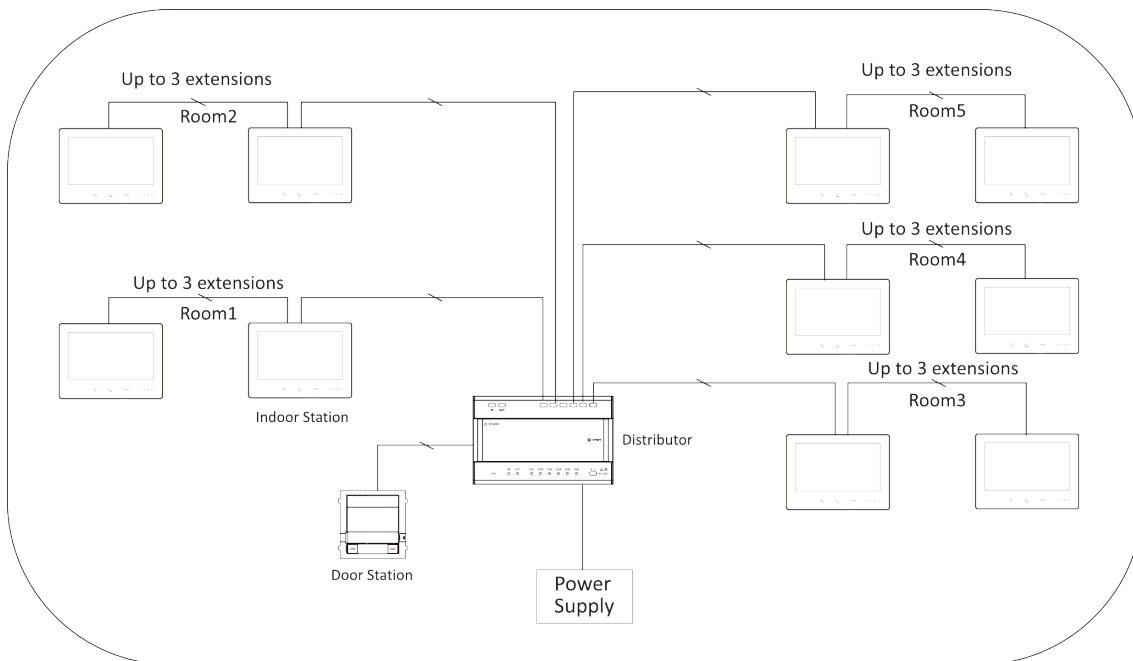 Up to 3 extensions
Room2
Up to 3 extensions
Room5
Up to 3 extensions
Room4
Up to 3 extensions
Room1
Up to 3 extensions
Room3
Indoor Station
Distributor
Door Station
Power
Supply